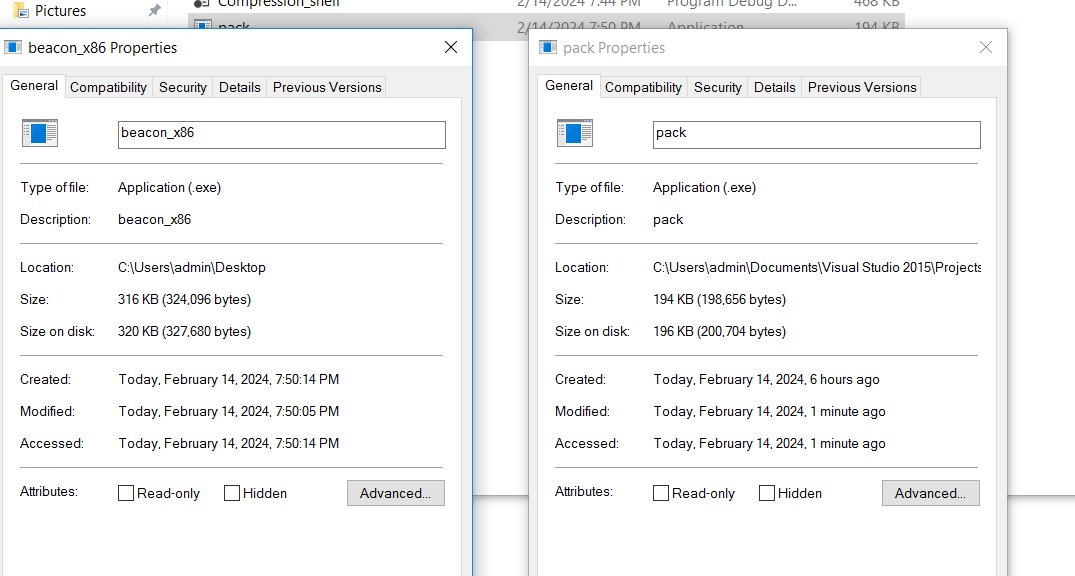 Pictures
Compression_shell 2/14/2024 7:44 PM Program Debug D... 468 KB
pack 2/14/2024 7:50 PM Application 194 KB
beacon_x86 Properties
General Compatibility Security Details Previous Versions
beacon_x86
Type of file: Application (.exe)
Description: beacon_x86
Location: C:\Users\admin\Desktop
Size: 316 KB (324,096 bytes)
Size on disk: 320 KB (327,680 bytes)
Created: Today, February 14, 2024, 7:50:14 PM
Modified: Today, February 14, 2024, 7:50:05 PM
Accessed: Today, February 14, 2024, 7:50:14 PM
Attributes: Read-only Hidden Advanced...
pack Properties
General Compatibility Security Details Previous Versions
pack
Type of file: Application (.exe)
Description: pack
Location: C:\Users\admin\Documents\Visual Studio 2015\Projects
Size: 194 KB (198,656 bytes)
Size on disk: 196 KB (200,704 bytes)
Created: Today, February 14, 2024, 6 hours ago
Modified: Today, February 14, 2024, 1 minute ago
Accessed: Today, February 14, 2024, 1 minute ago
Attributes: Read-only Hidden Advanced...